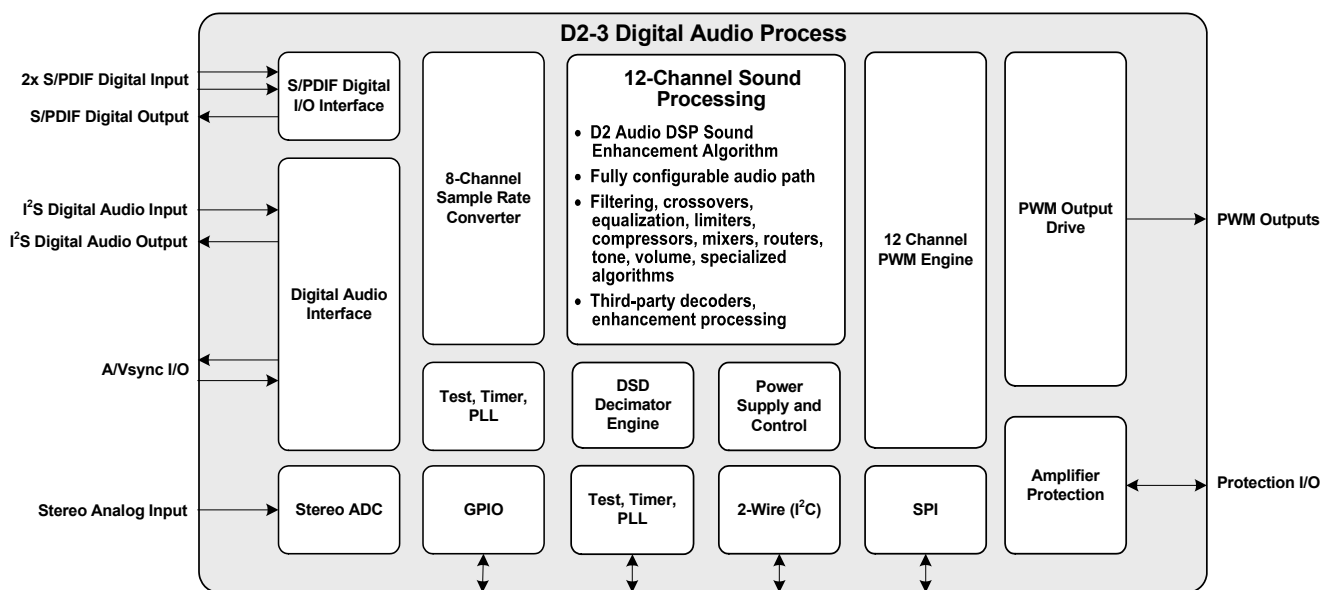 D2-3 Digital Audio Process
2x S/PDIF Digital Input
S/PDIF Digital Output
S/PDIF Digital
I/O Interface
I²S Digital Audio Input
I²S Digital Audio Output
A/Vsync I/O
Digital Audio
Interface
Stereo Analog Input
Stereo ADC
8-Channel
Sample Rate
Converter
Test, Timer,
PLL
GPIO
12-Channel Sound
Processing
• D2 Audio DSP Sound
Enhancement Algorithm
• Fully configurable audio path
• Filtering, crossovers,
equalization, limiters,
compressors, mixers, routers,
tone, volume, specialized
algorithms
• Third-party decoders,
enhancement processing
DSD
Decimator
Engine
Power
Supply and
Control
Test, Timer,
PLL
2-Wire (I²C)
12 Channel
PWM Engine
SPI
PWM Output
Drive
Amplifier
Protection
PWM Outputs
Protection I/O